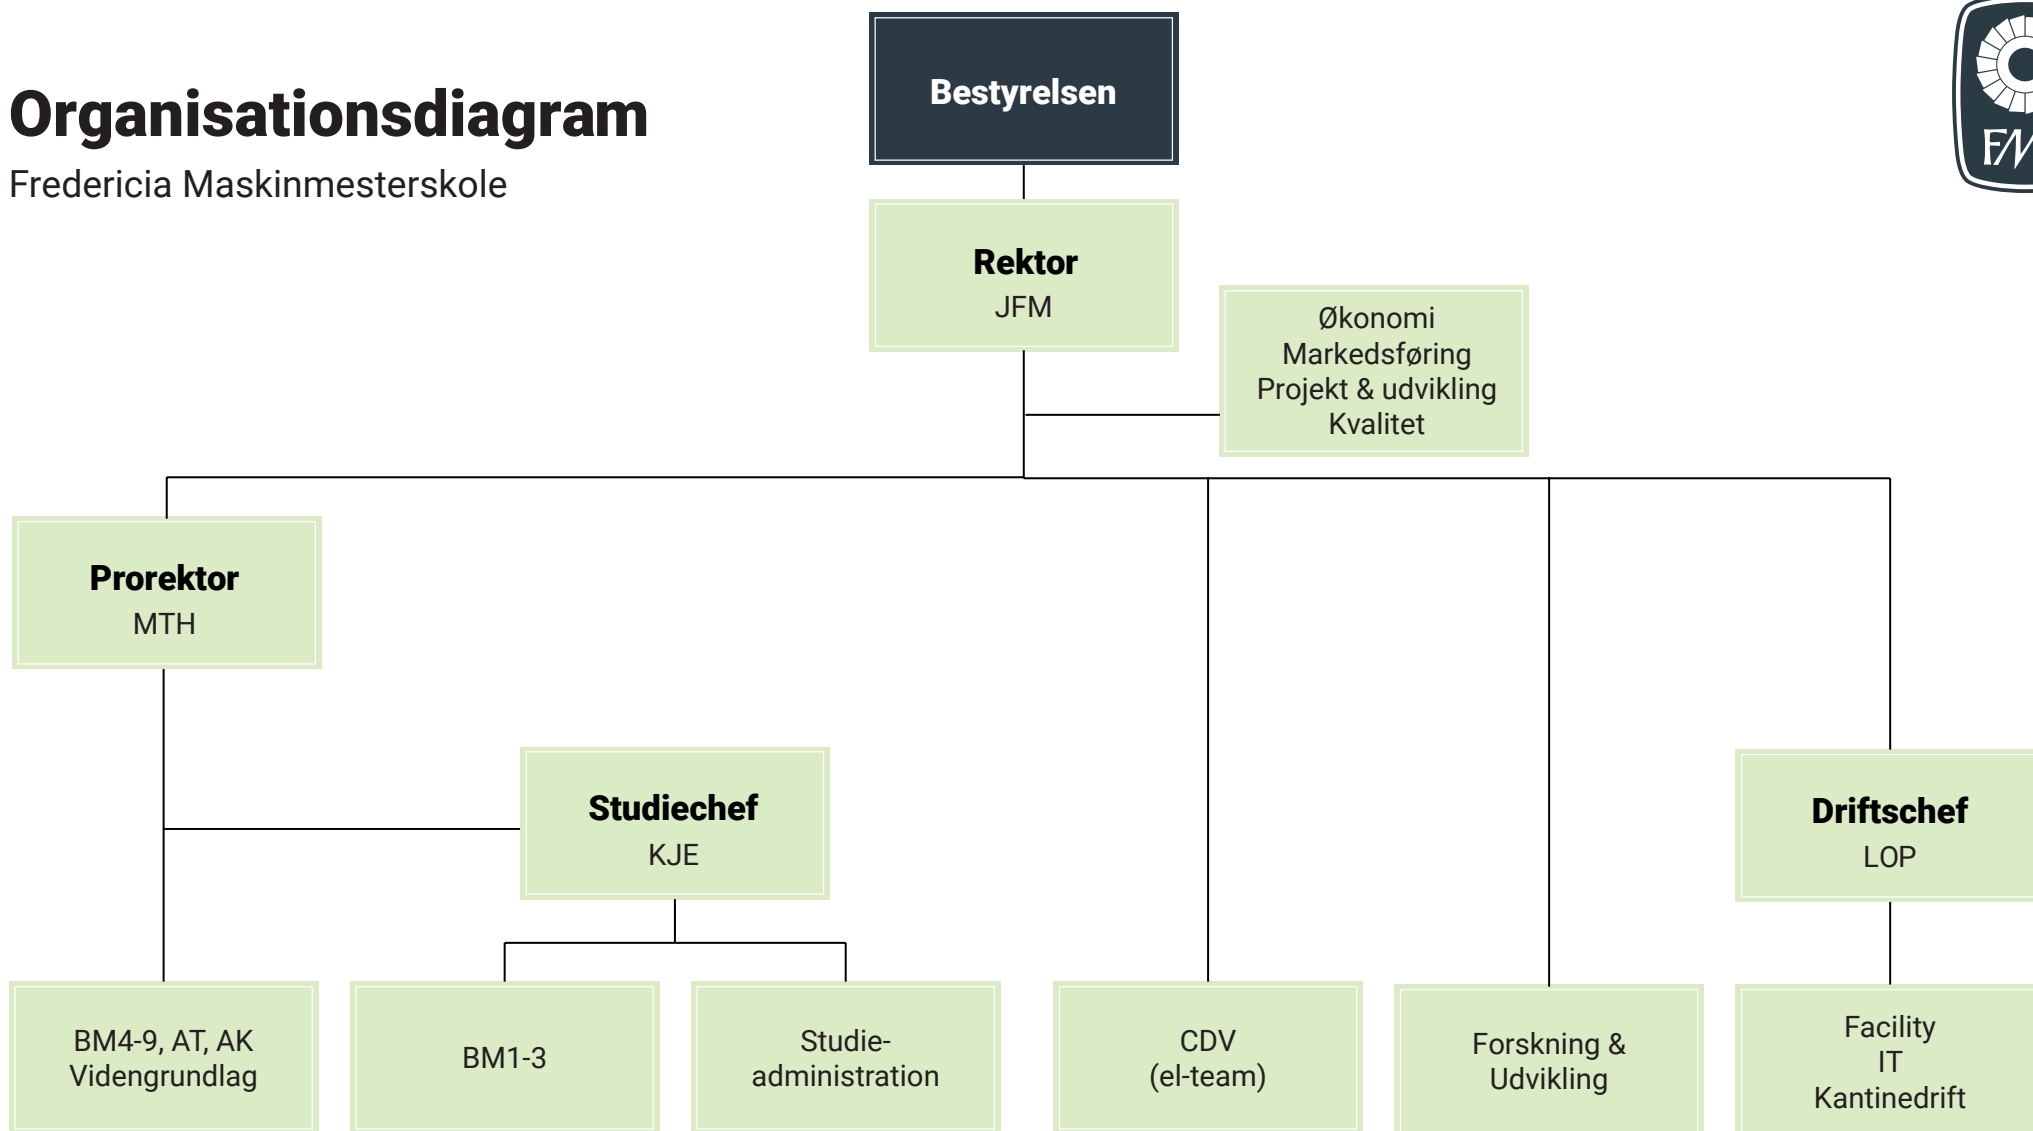 Organisationsdiagram
Fredericia Maskinmesterskole
Bestyrelsen
Rektor
JFM
Økonomi
Markedsføring
Projekt & udvikling
Kvalitet
Prorektor
MTH
Studiechef
KJE
Driftschef
LOP
BM4-9, AT, AK
Videngrundlag
BM1-3
Studie-
administration
CDV
(el-team)
Forskning &
Udvikling
Facility
IT
Kantinedrift